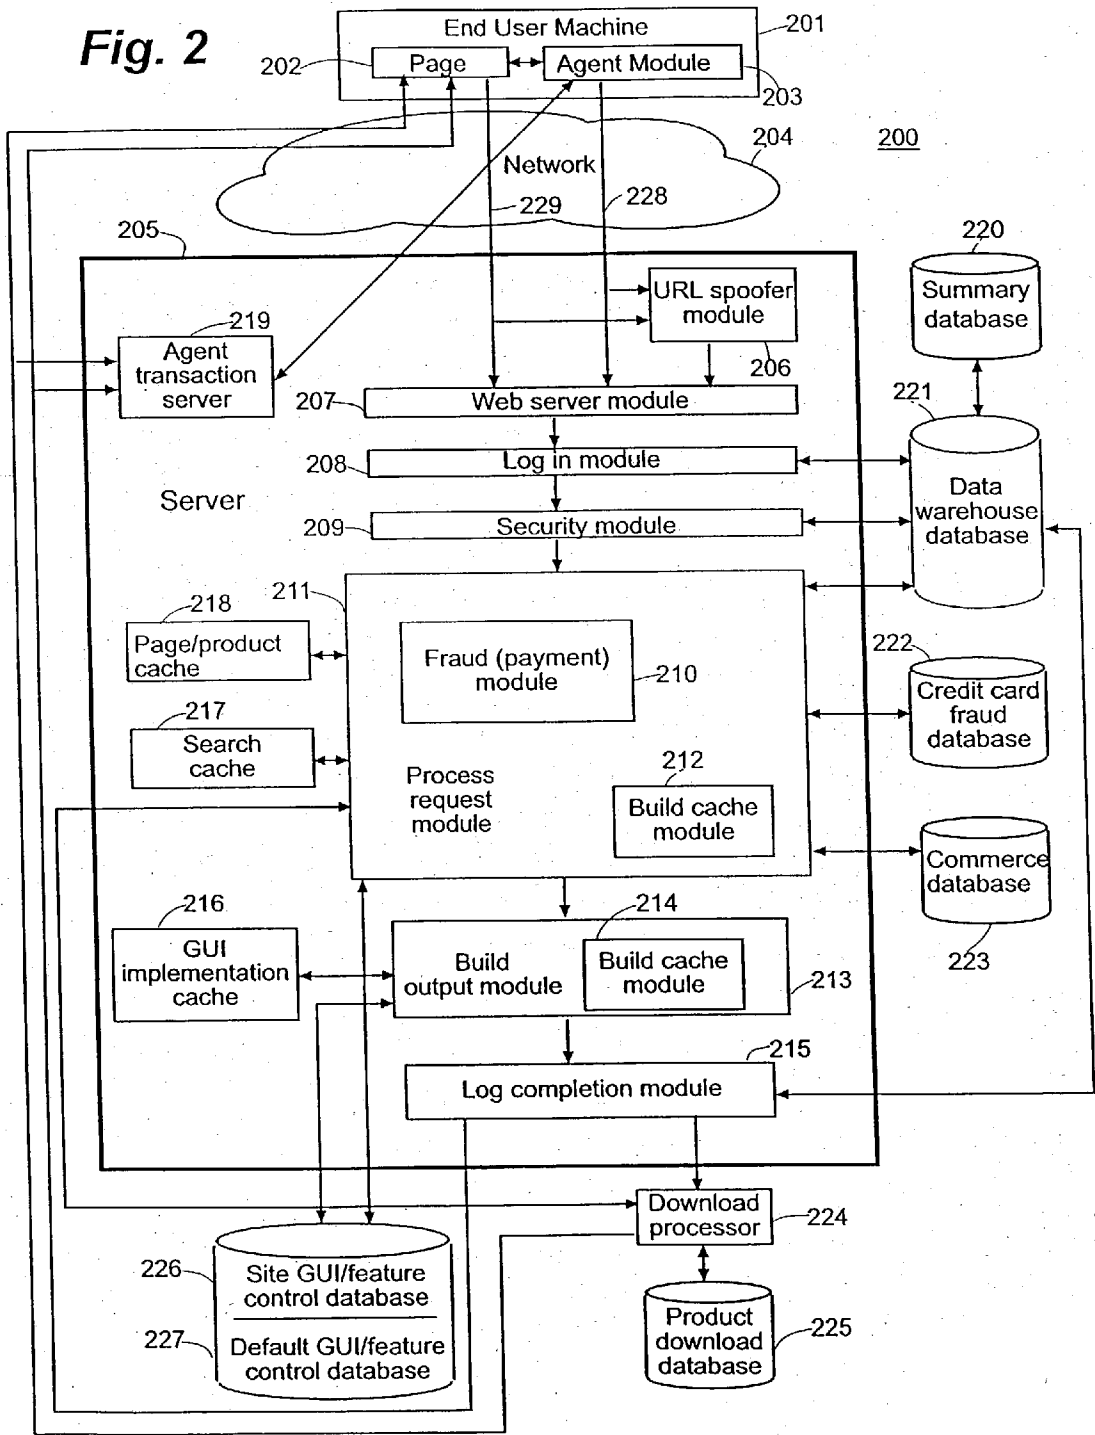 Fig. 2
End User Machine
201
202
Page
Agent Module
203
204
200
Network
229
228
205
220
Summary
database
URL spoofer
module
206
219
Agent
transaction
server
207
Web server module
221
208
Log in module
Data
warehouse
database
Server
209
Security module
211
218
Page/product
cache
Fraud (payment)
module
210
222
Credit card
fraud
database
217
Search
cache
Process
request
module
212
Build cache
module
Commerce
database
223
216
GUI
implementation
cache
Build
output module
214
Build cache
module
213
215
Log completion module
Download
processor
224
226
Site GUI/feature
control database
227
Default GUI/feature
control database
Product
download
database
225